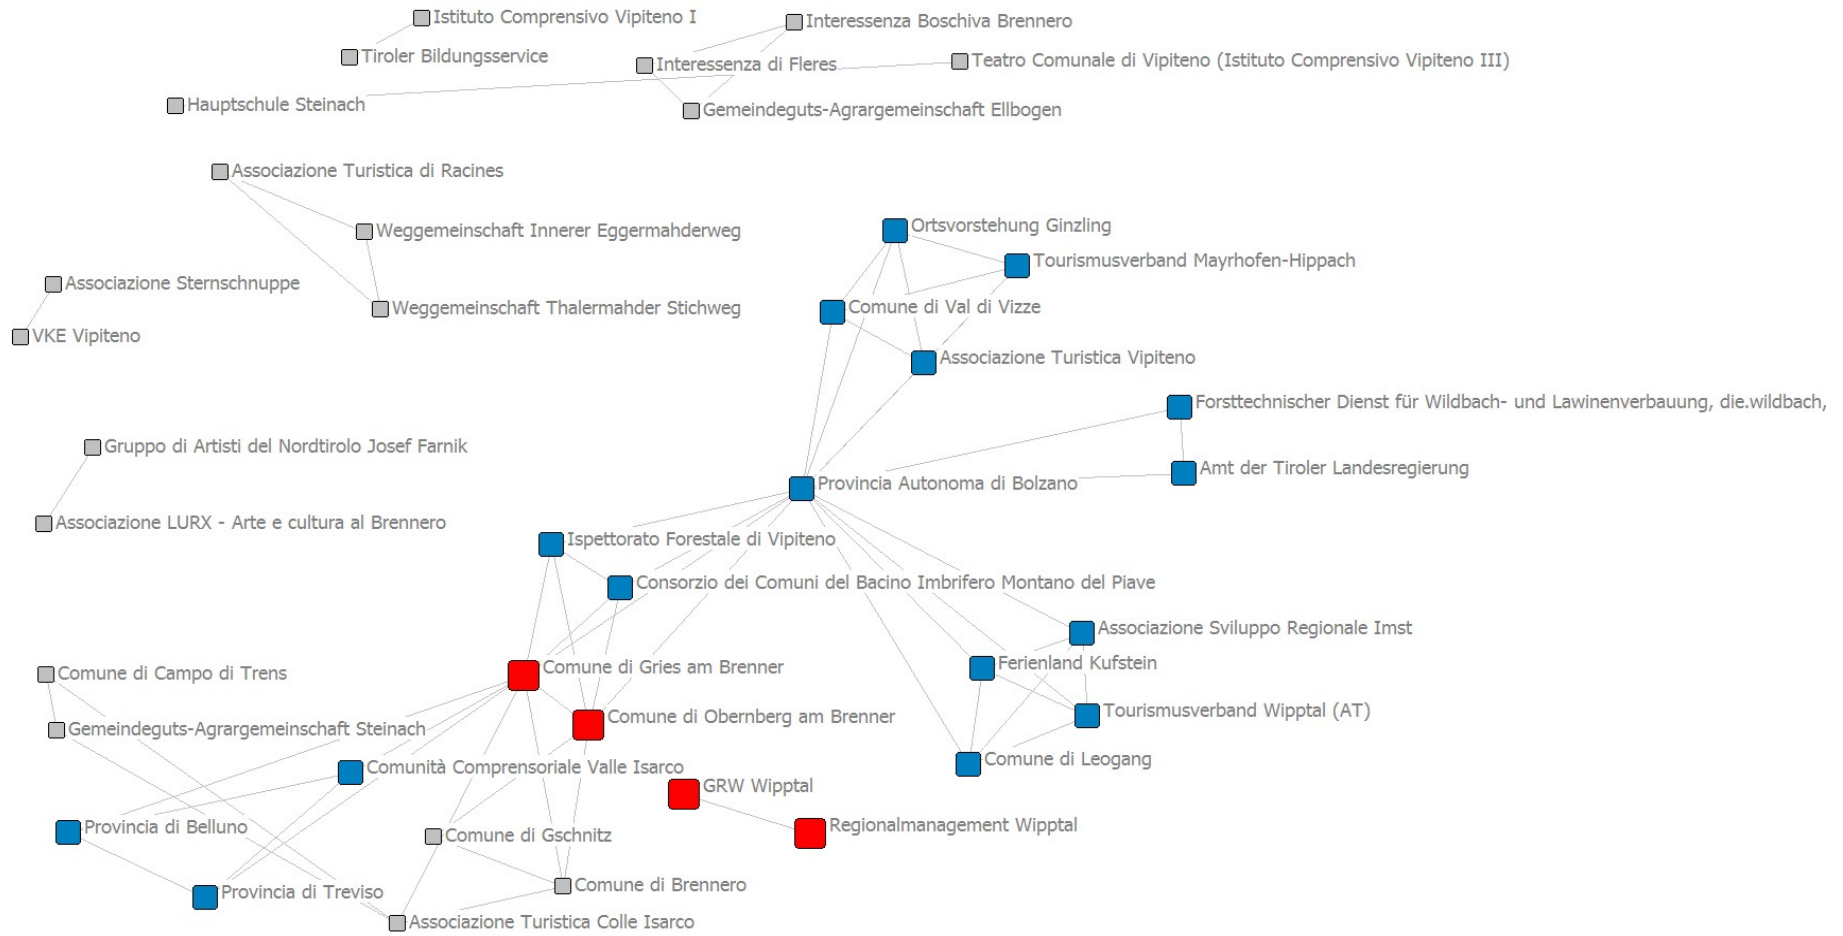 Istituto Comprensivo Vipiteno I
Interessenza Boschiva Brennero
Tiroler Bildungsservice
Interessenza di Fleres
Teatro Comunale di Vipiteno (Istituto Comprensivo Vipiteno III)
Hauptschule Steinach
Gemeindeguts-Agrargemeinschaft Ellbogen
Associazione Turistica di Racines
Ortsvorstehung Ginzling
Weggemeinschaft Innerer Eggermahderweg
Tourismusverband Mayrhofen-Hippach
Associazione Sternschnuppe
Comune di Val di Vizze
Weggemeinschaft Thalermahder Stichweg
VKE Vipiteno
Associazione Turistica Vipiteno
Forsttechnischer Dienst für Wildbach- und Lawinenverbauung, die.wildbach,
Gruppo di Artisti del Nordtirolo Josef Farnik
Amt der Tiroler Landesregierung
Provincia Autonoma di Bolzano
Associazione LURX - Arte e cultura al Brennero
Ispettorato Forestale di Vipiteno
Consorzio dei Comuni del Bacino Imbrifero Montano del Piave
Associazione Sviluppo Regionale Imst
Ferienland Kufstein
Comune di Gries am Brenner
Comune di Campo di Trens
Tourismusverband Wipptal (AT)
Comune di Obernberg am Brenner
Gemeindeguts-Agrargemeinschaft Steinach
Comune di Leogang
Comunità Comprensoriale Valle Isarco
GRW Wipptal
Regionalmanagement Wipptal
Provincia di Belluno
Comune di Gschnitz
Comune di Brennero
Provincia di Treviso
Associazione Turistica Colle Isarco